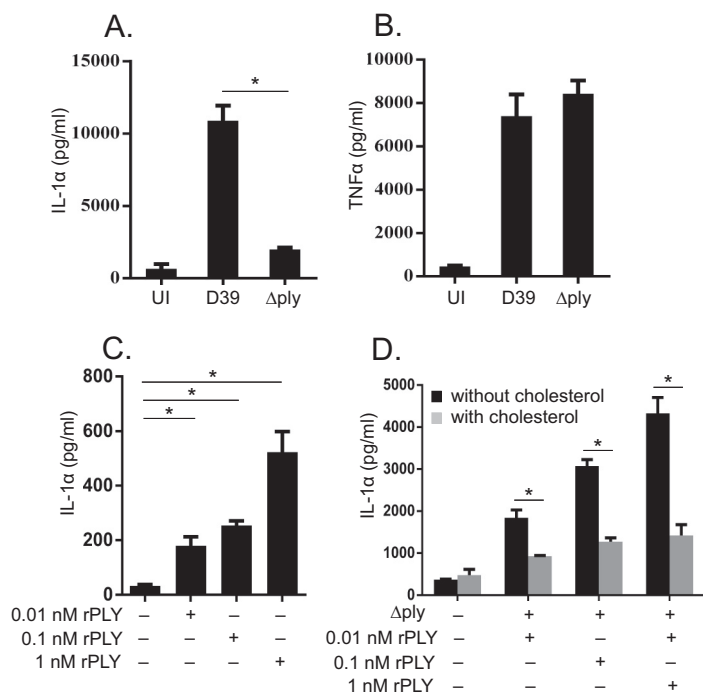 A.
15000
10000
5000
0
IL-1α (pg/ml)
*
UI D39 Δply
B.
10000
8000
6000
4000
2000
0
TNFα (pg/ml)
UI D39 Δply
C.
800
600
400
200
0
IL-1α (pg/ml)
*
*
*
0.01 nM rPLY – + – –
0.1 nM rPLY – – + –
1 nM rPLY – – – +
D.
5000
4000
3000
2000
1000
0
IL-1α (pg/ml)
without cholesterol
with cholesterol
*
*
*
Δply – + + +
0.01 nM rPLY – + – +
0.1 nM rPLY – – + –
1 nM rPLY – – – +